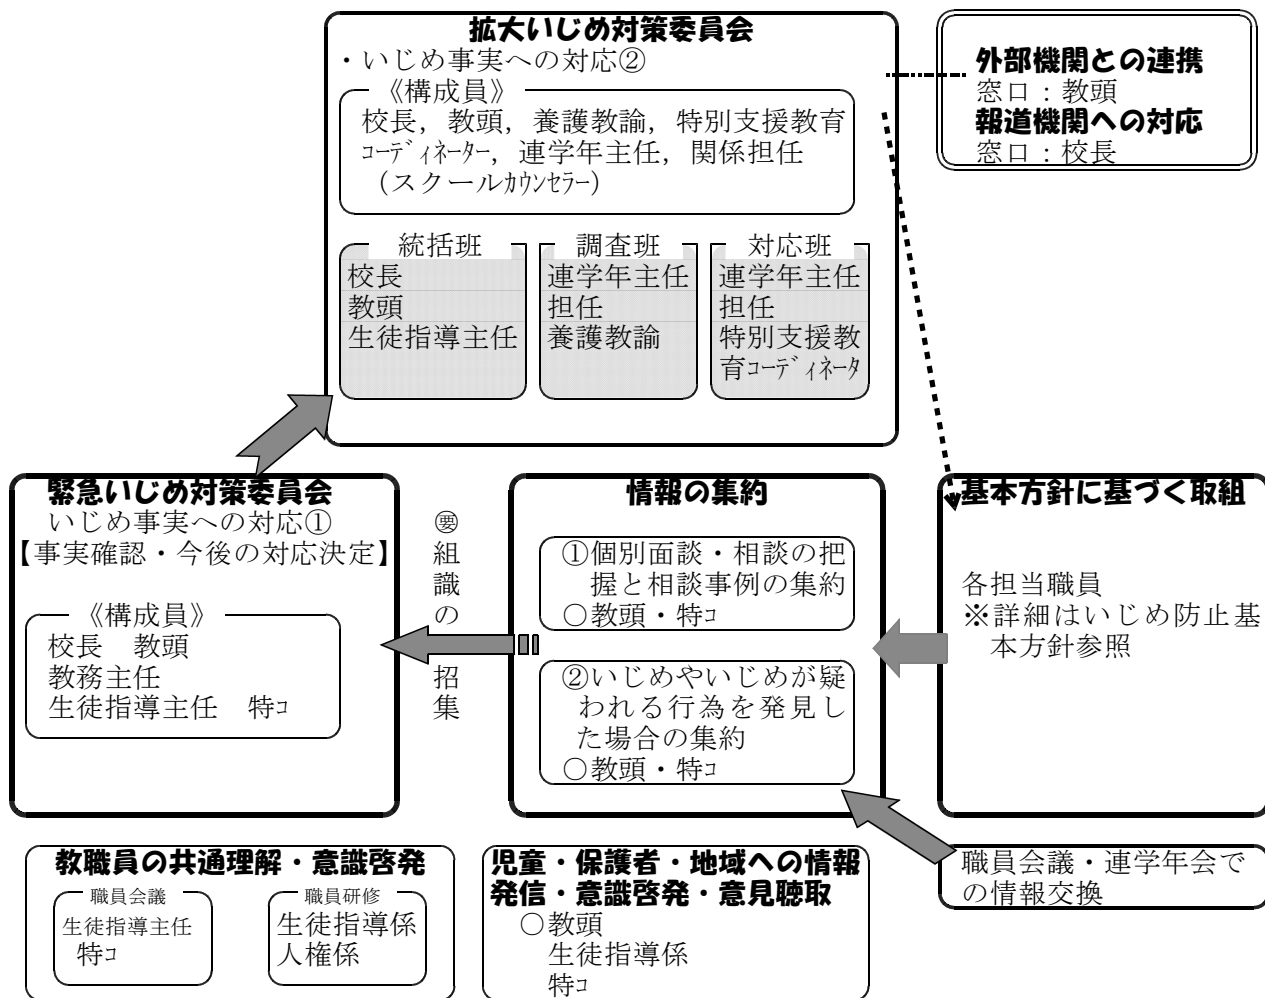 拡大いじめ対策委員会
・いじめ事実への対応②
《構成員》
校長，教頭，養護教諭，特別支援教育
ｺｰﾃﾞｨﾈｰﾀｰ，連学年主任，関係担任
（スクールｶｳﾝｾﾗｰ）
統括班
校長
教頭
生徒指導主任
調査班
連学年主任
担任
養護教諭
対応班
連学年主任
担任
特別支援教
育ｺｰﾃﾞｨﾈｰﾀ
外部機関との連携
窓口：教頭
報道機関への対応
窓口：校長
緊急いじめ対策委員会
いじめ事実への対応①
【事実確認・今後の対応決定】
《構成員》
校長　教頭
教務主任
生徒指導主任　特ｺ
㊙組織の招集
情報の集約
①個別面談・相談の把
握と相談事例の集約
○教頭・特ｺ
②いじめやいじめが疑
われる行為を発見し
た場合の集約
○教頭・特ｺ
基本方針に基づく取組
各担当職員
※詳細はいじめ防止基
本方針参照
職員会議・連学年会で
の情報交換
教職員の共通理解・意識啓発
職員会議
生徒指導主任
特ｺ
職員研修
生徒指導係
人権係
児童・保護者・地域への情報
発信・意識啓発・意見聴取
○教頭
生徒指導係
特ｺ